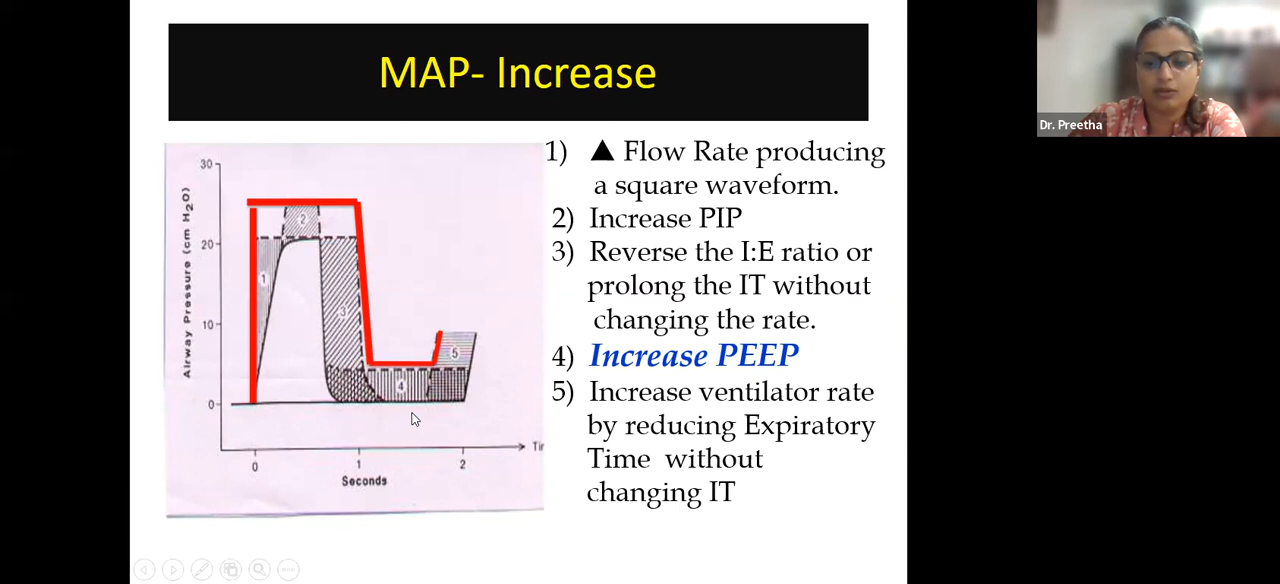 MAP- Increase
Dr. Preetha
30
20
10
0
Airway Pressure (cm H₂O)
1
2
3
4
5
0
1
2
Seconds
1) ▲ Flow Rate producing
a square waveform.
2) Increase PIP
3) Reverse the I:E ratio or
prolong the IT without
changing the rate.
4) Increase PEEP
5) Increase ventilator rate
by reducing Expiratory
Time without
changing IT